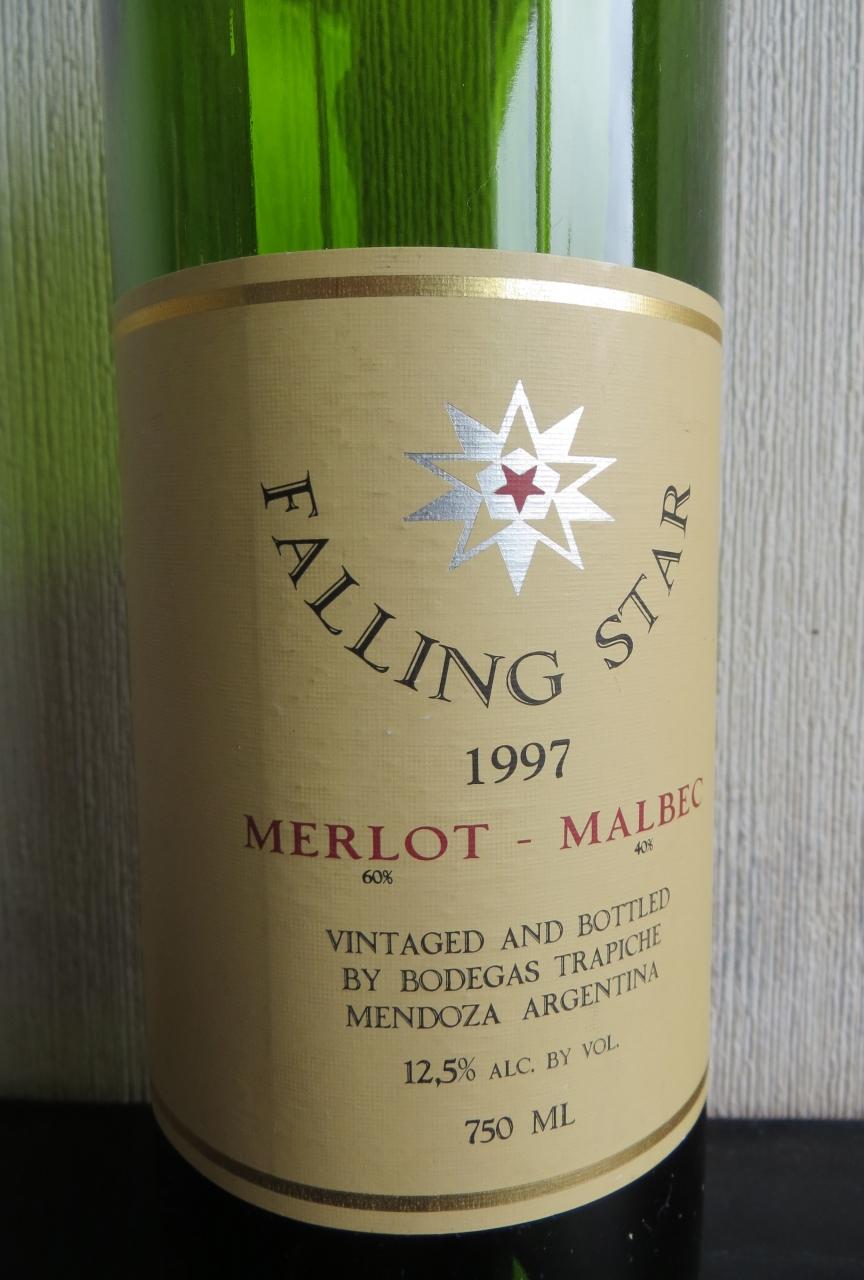 FALLING STAR
1997
MERLOT - MALBEC
60% 40%
VINTAGED AND BOTTLED
BY BODEGAS TRAPICHE
MENDOZA ARGENTINA
12,5% ALC. BY VOL.
750 ML